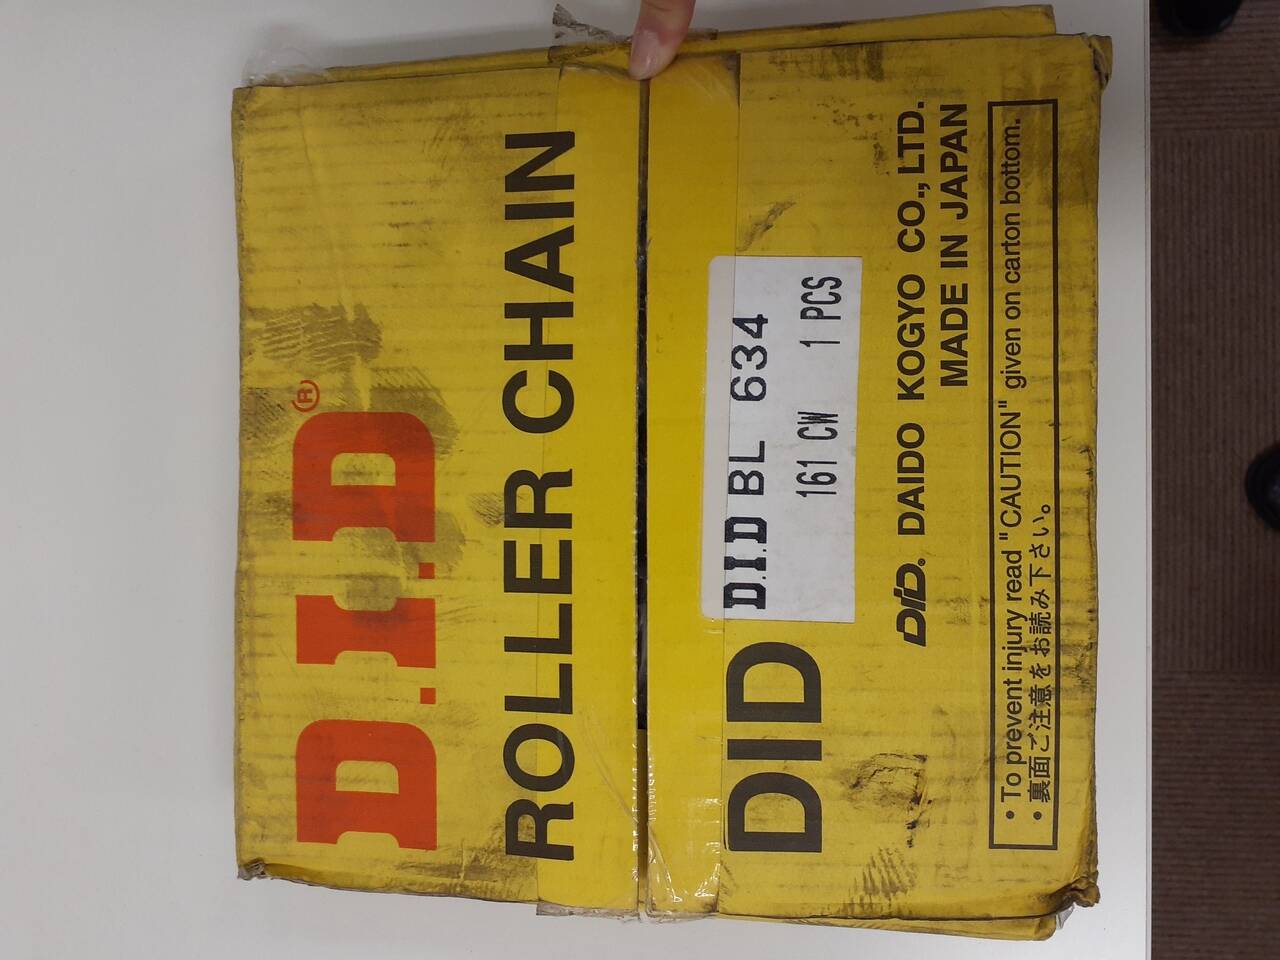 D.I.D®
ROLLER CHAIN
DID
D.I.D BL 634
161 CW 1 PCS
DID. DAIDO KOGYO CO., LTD.
MADE IN JAPAN
• To prevent injury read "CAUTION" given on carton bottom.
• 裏面ご注意をお読み下さい。